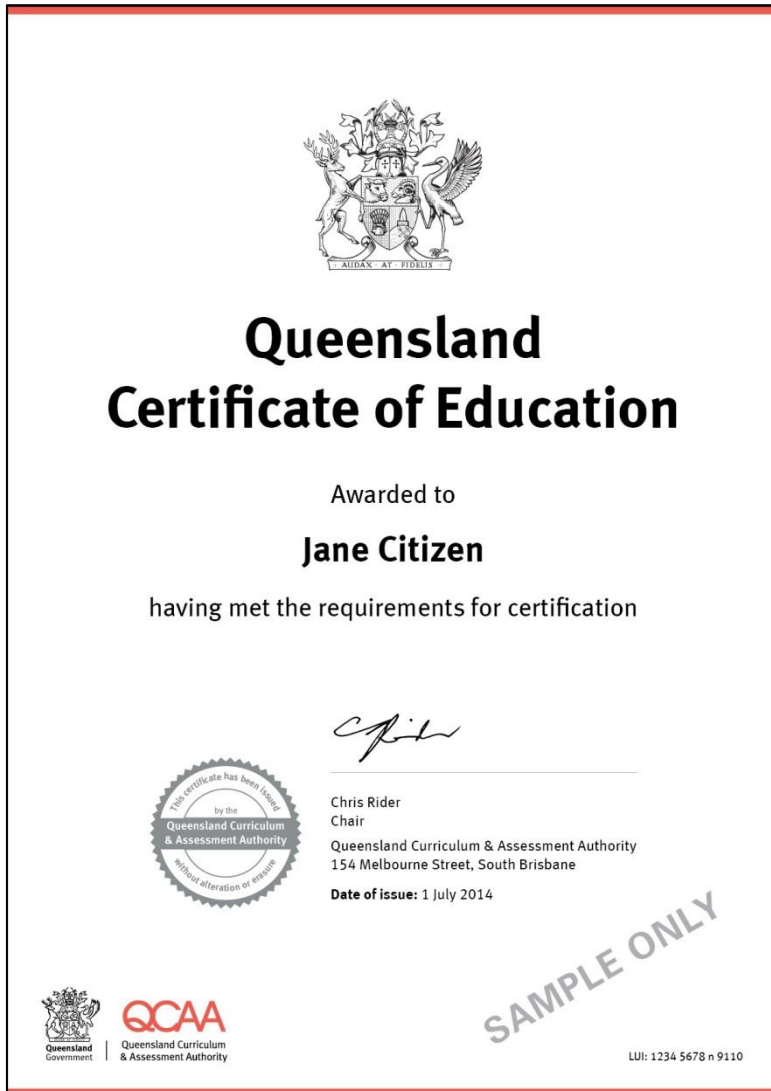 AUDAX · AT · FIDELIS
Queensland
Certificate of Education
Awarded to
Jane Citizen
having met the requirements for certification
This certificate has been issued
by the
Queensland Curriculum
& Assessment Authority
without alteration or erasure
Chris Rider
Chair
Queensland Curriculum & Assessment Authority
154 Melbourne Street, South Brisbane
Date of issue: 1 July 2014
SAMPLE ONLY
Queensland
Government
QCAA
Queensland Curriculum
& Assessment Authority
LUI: 1234 5678 n 9110